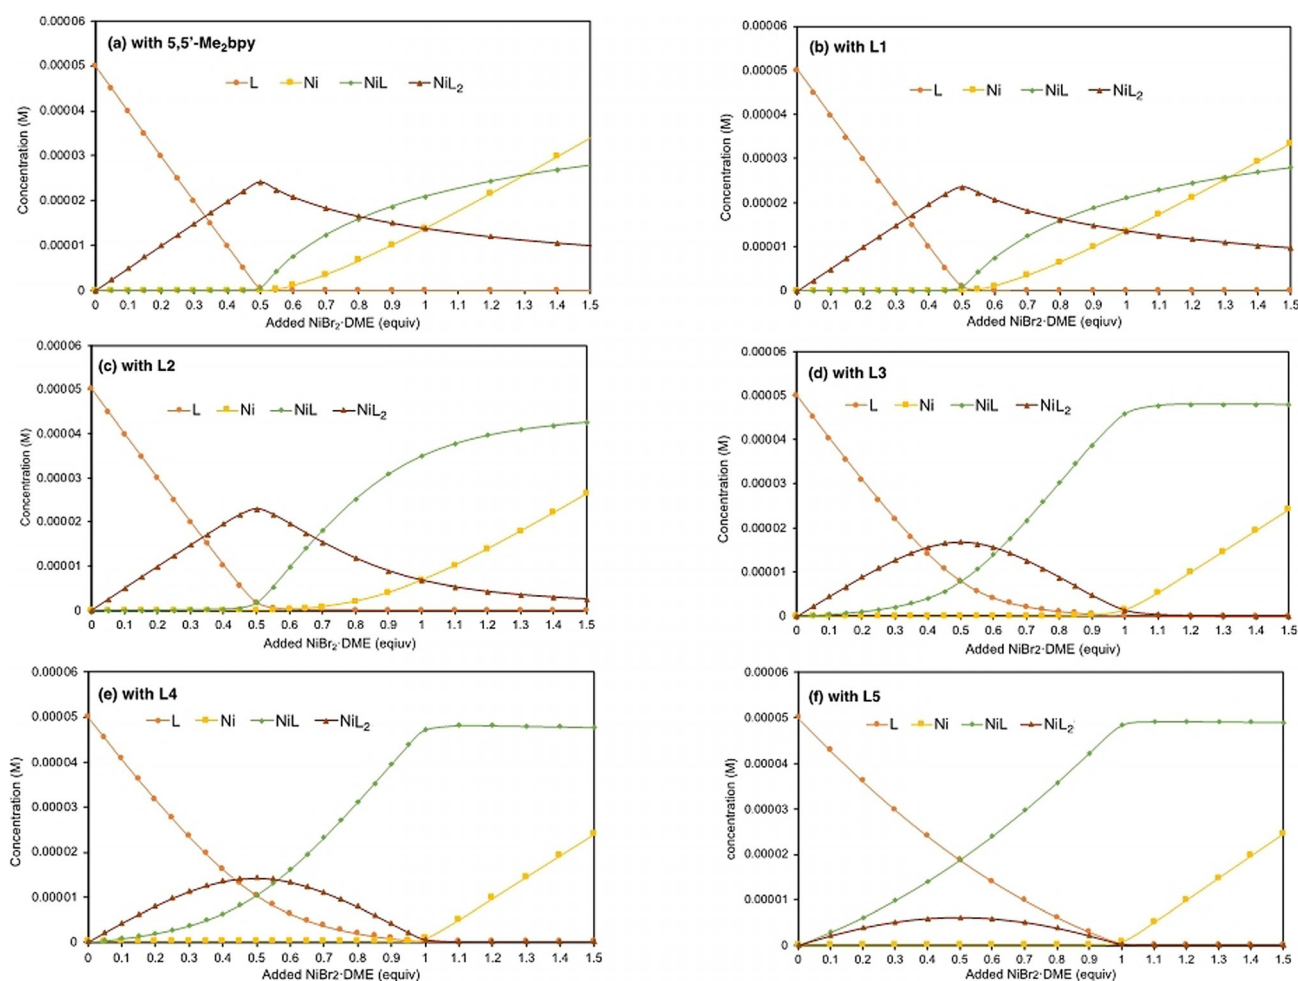 (a) with 5,5'-Me₂bpy
L Ni NiL NiL₂
Concentration (M)
0.00006
0.00005
0.00004
0.00003
0.00002
0.00001
0
0 0.1 0.2 0.3 0.4 0.5 0.6 0.7 0.8 0.9 1 1.1 1.2 1.3 1.4 1.5
Added NiBr₂·DME (equiv)
(b) with L1
L Ni NiL NiL₂
Concentration (M)
0.00006
0.00005
0.00004
0.00003
0.00002
0.00001
0
0 0.1 0.2 0.3 0.4 0.5 0.6 0.7 0.8 0.9 1 1.1 1.2 1.3 1.4 1.5
Added NiBr₂·DME (eqiuv)
(c) with L2
L Ni NiL NiL₂
Concentration (M)
0.00006
0.00005
0.00004
0.00003
0.00002
0.00001
0
0 0.1 0.2 0.3 0.4 0.5 0.6 0.7 0.8 0.9 1 1.1 1.2 1.3 1.4 1.5
Added NiBr₂·DME (eqiuv)
(d) with L3
L Ni NiL NiL₂
Concentration (M)
0.00006
0.00005
0.00004
0.00003
0.00002
0.00001
0
0 0.1 0.2 0.3 0.4 0.5 0.6 0.7 0.8 0.9 1 1.1 1.2 1.3 1.4 1.5
Added NiBr2·DME (equiv)
(e) with L4
L Ni NiL NiL₂
Concentration (M)
0.00006
0.00005
0.00004
0.00003
0.00002
0.00001
0
0 0.1 0.2 0.3 0.4 0.5 0.6 0.7 0.8 0.9 1 1.1 1.2 1.3 1.4 1.5
Added NiBr2·DME (equiv)
(f) with L5
L Ni NiL NiL₂
concentration (M)
0.00006
0.00005
0.00004
0.00003
0.00002
0.00001
0
0 0.1 0.2 0.3 0.4 0.5 0.6 0.7 0.8 0.9 1 1.1 1.2 1.3 1.4 1.5
Added NiBr2·DME (equiv)